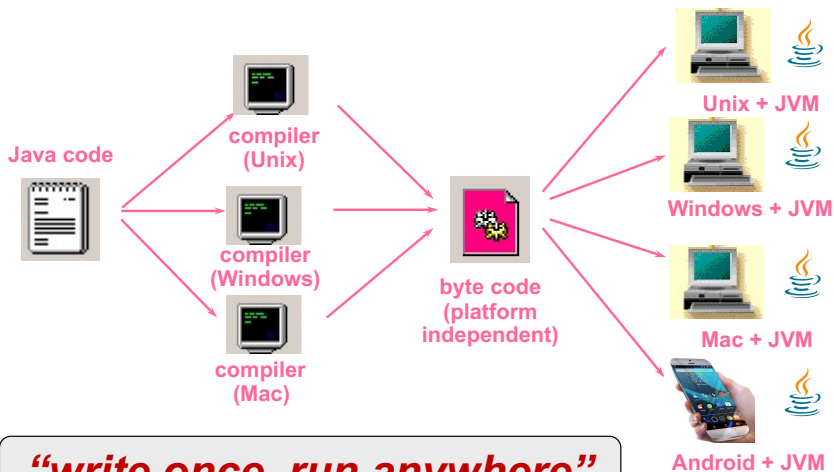 Java code
compiler
(Unix)
compiler
(Windows)
compiler
(Mac)
byte code
(platform
independent)
Unix + JVM
Windows + JVM
Mac + JVM
Android + JVM
“write once, run anywhere”